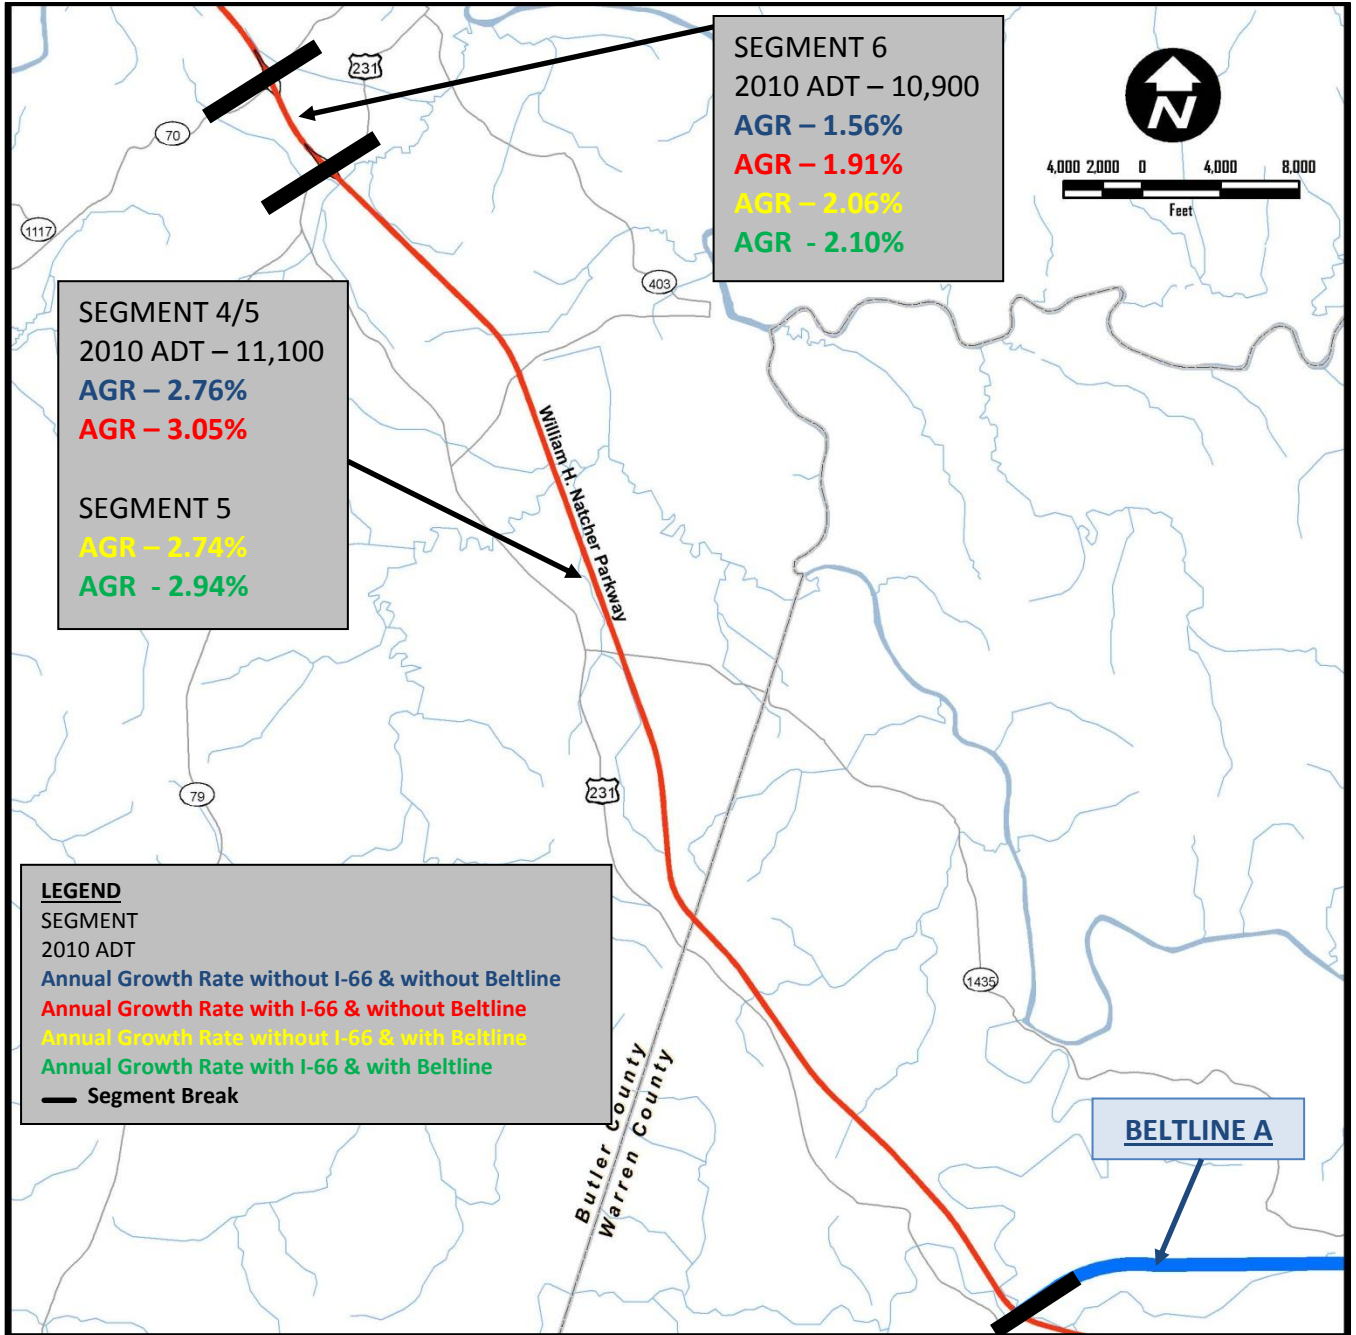 SEGMENT 6
2010 ADT – 10,900
AGR – 1.56%
AGR – 1.91%
AGR – 2.06%
AGR - 2.10%
N
4,000 2,000 0 4,000 8,000
Feet
231
70
1117
403
SEGMENT 4/5
2010 ADT – 11,100
AGR – 2.76%
AGR – 3.05%
SEGMENT 5
AGR – 2.74%
AGR - 2.94%
William H. Natcher Parkway
79
231
LEGEND
SEGMENT
2010 ADT
Annual Growth Rate without I-66 & without Beltline
Annual Growth Rate with I-66 & without Beltline
Annual Growth Rate without I-66 & with Beltline
Annual Growth Rate with I-66 & with Beltline
Segment Break
1435
Butler County
Warren County
BELTLINE A